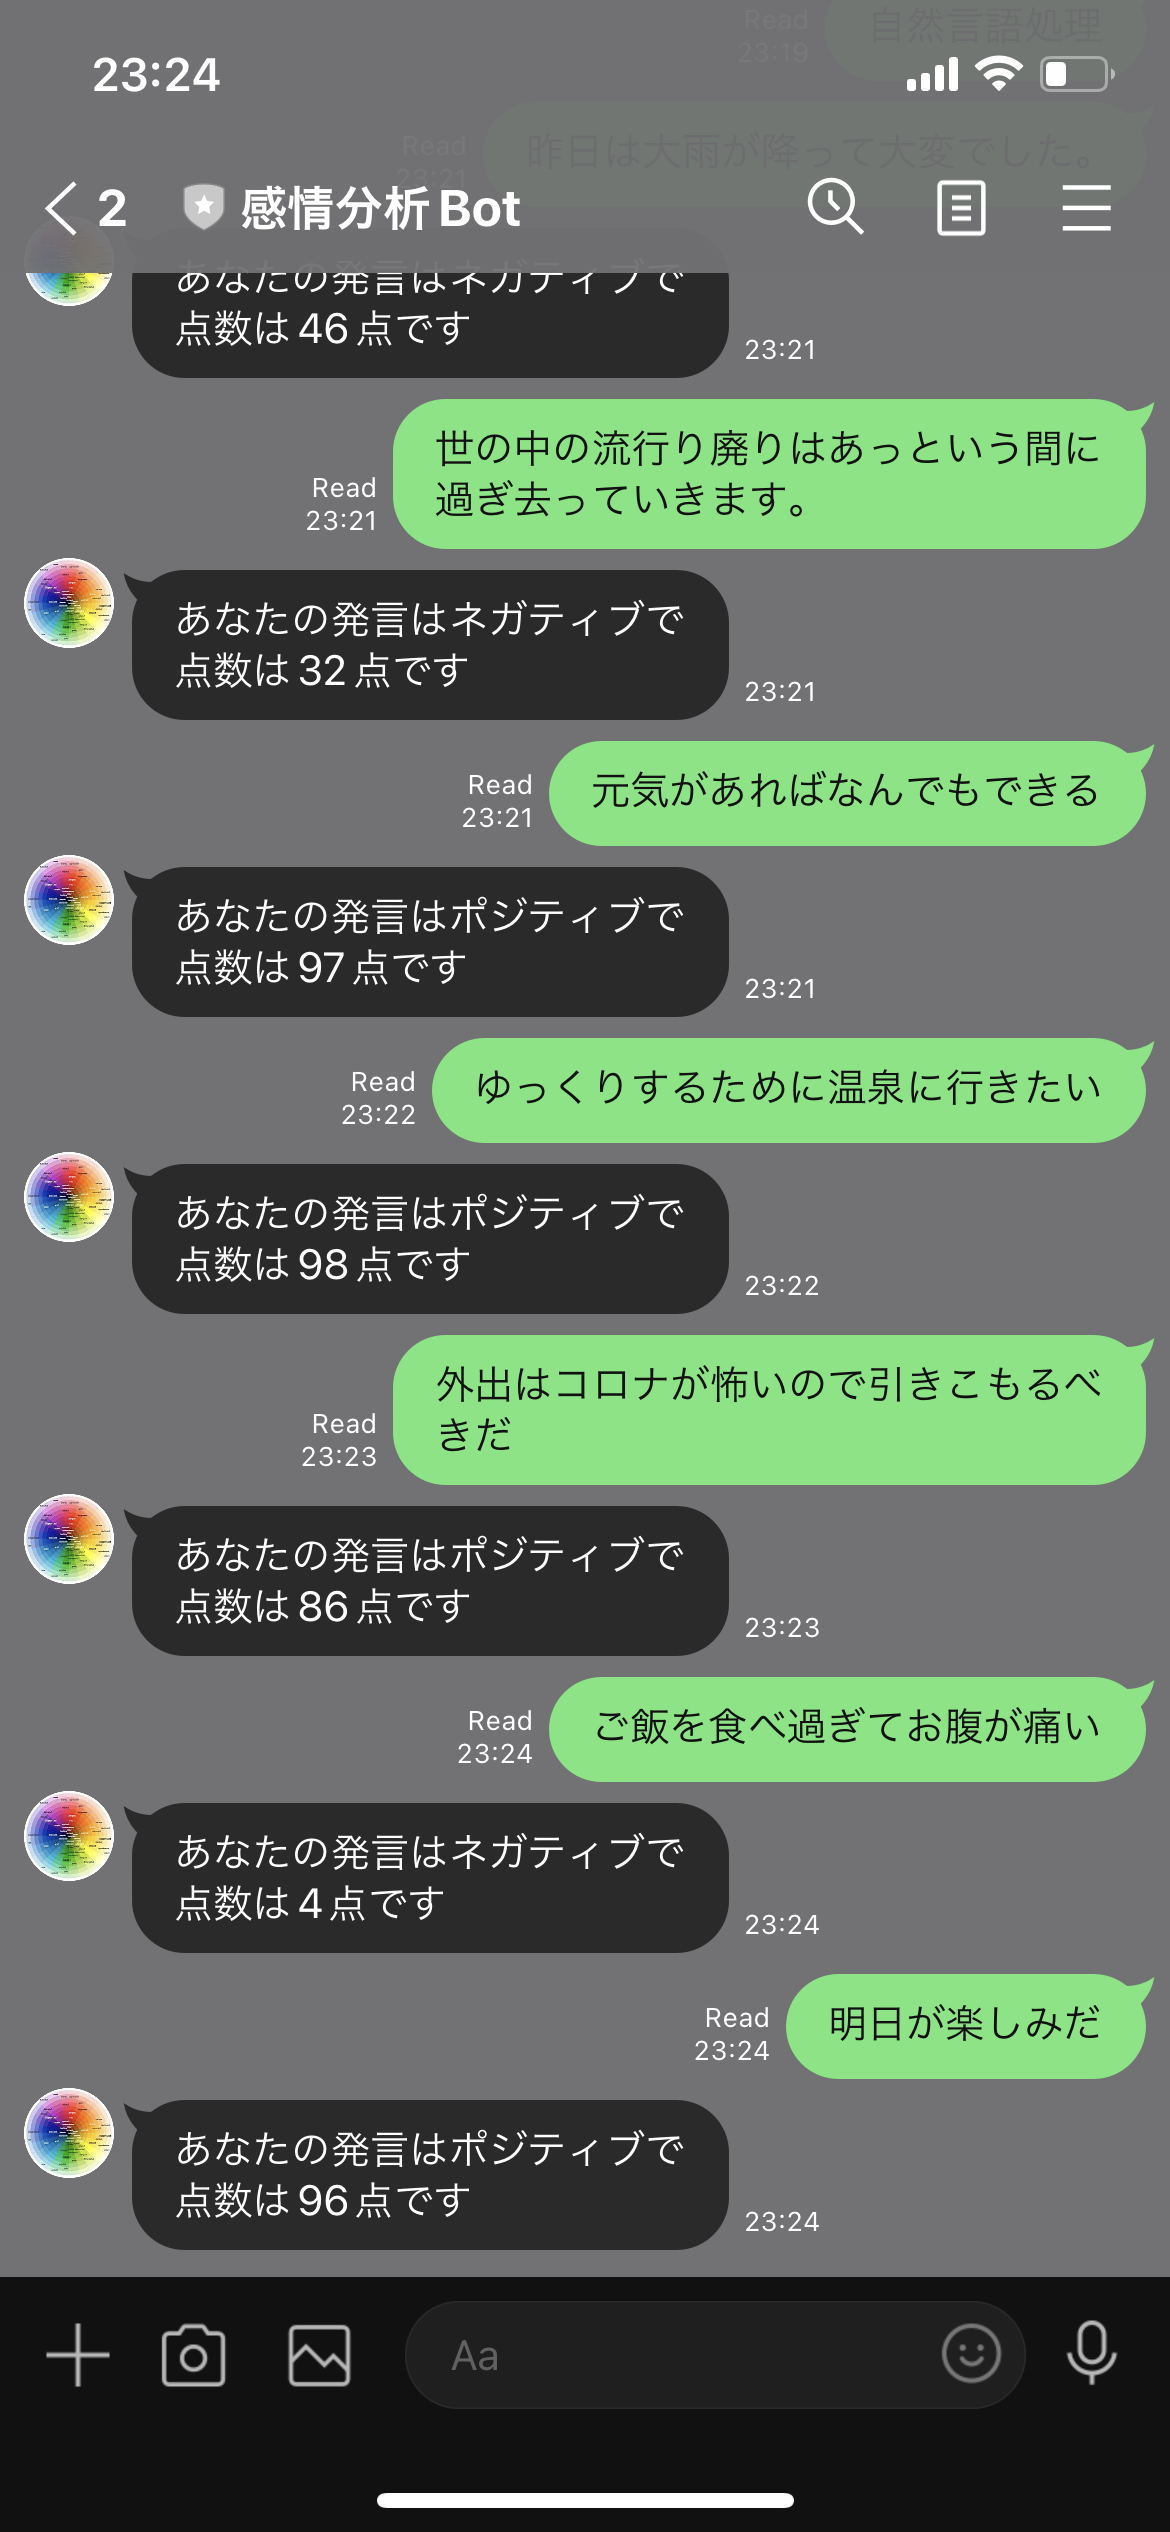 Read
23:19
自然言語処理
23:24
Read
23:21
昨日は大雨が降って大変でした。
2
感情分析Bot
あなたの発言はネガティブで
点数は46点です
23:21
世の中の流行り廃りはあっという間に
過ぎ去っていきます。
Read
23:21
あなたの発言はネガティブで
点数は32点です
23:21
元気があればなんでもできる
Read
23:21
あなたの発言はポジティブで
点数は97点です
23:21
ゆっくりするために温泉に行きたい
Read
23:22
あなたの発言はポジティブで
点数は98点です
23:22
外出はコロナが怖いので引きこもるべ
きだ
Read
23:23
あなたの発言はポジティブで
点数は86点です
23:23
ご飯を食べ過ぎてお腹が痛い
Read
23:24
あなたの発言はネガティブで
点数は4点です
23:24
明日が楽しみだ
Read
23:24
あなたの発言はポジティブで
点数は96点です
23:24
Aa